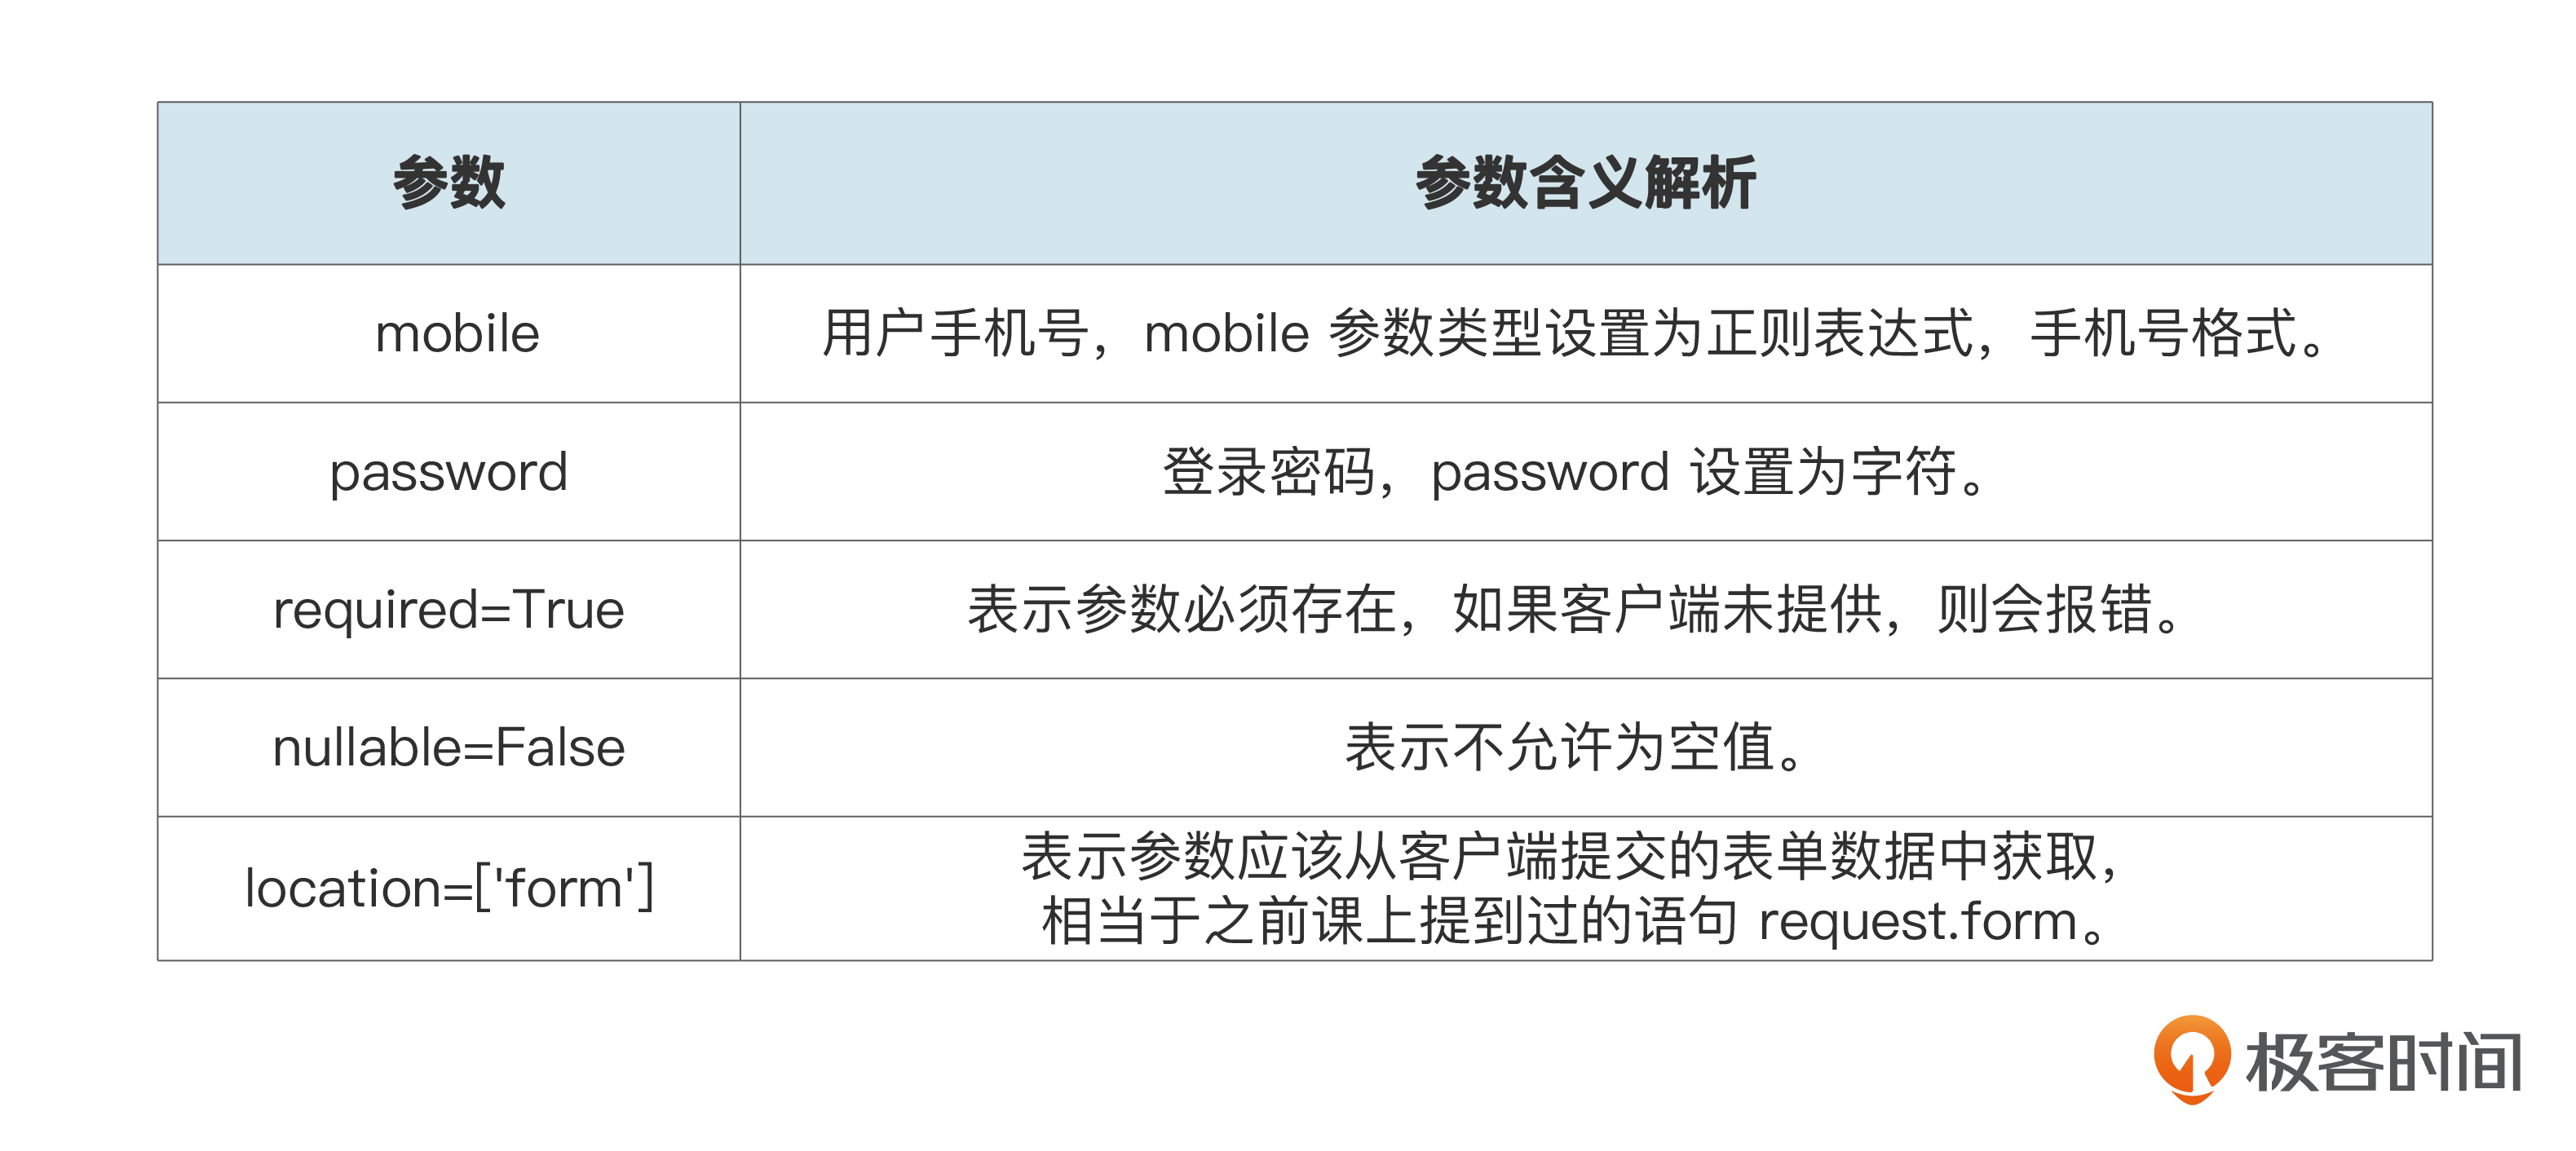 参数
参数含义解析
mobile
用户手机号，mobile 参数类型设置为正则表达式，手机号格式。
password
登录密码，password 设置为字符。
required=True
表示参数必须存在，如果客户端未提供，则会报错。
nullable=False
表示不允许为空值。
location=['form']
表示参数应该从客户端提交的表单数据中获取，
相当于之前课上提到过的语句 request.form。
极客时间